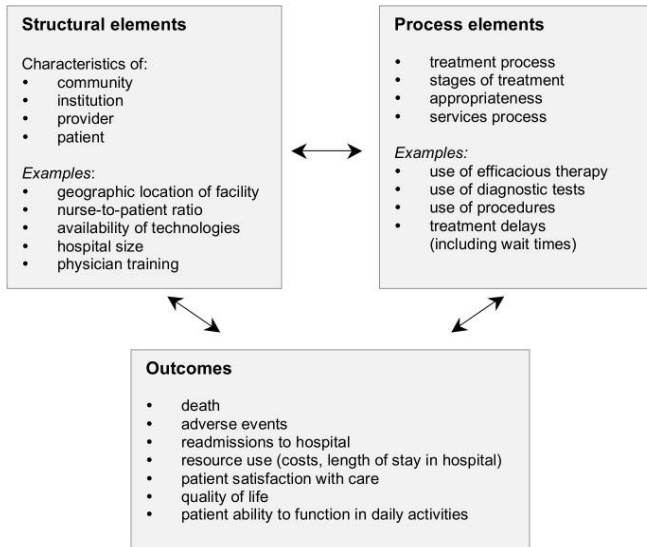 Structural elements
Characteristics of:
• community
• institution
• provider
• patient
Examples:
• geographic location of facility
• nurse-to-patient ratio
• availability of technologies
• hospital size
• physician training
Process elements
• treatment process
• stages of treatment
• appropriateness
• services process
Examples:
• use of efficacious therapy
• use of diagnostic tests
• use of procedures
• treatment delays
(including wait times)
Outcomes
• death
• adverse events
• readmissions to hospital
• resource use (costs, length of stay in hospital)
• patient satisfaction with care
• quality of life
• patient ability to function in daily activities